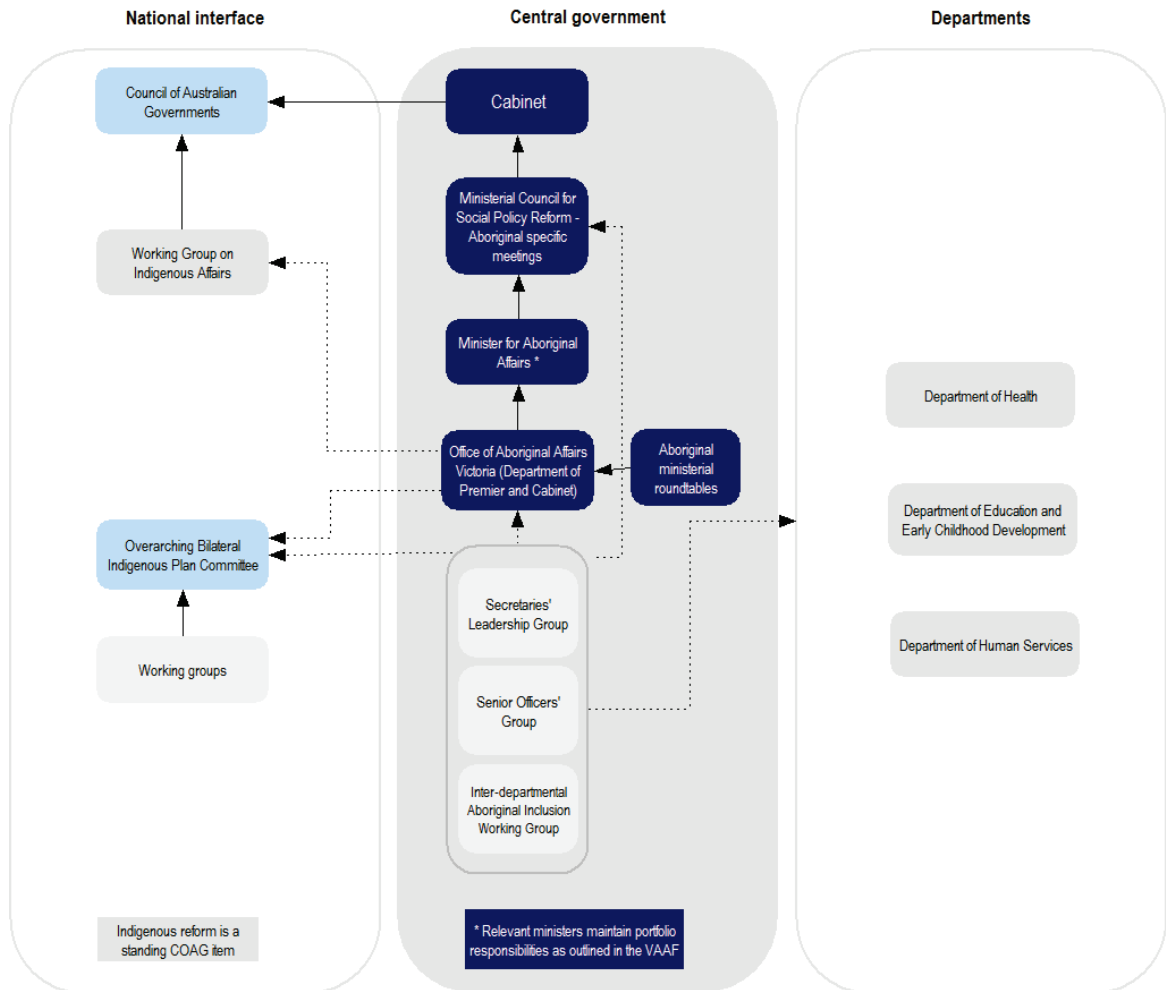 National interface
Central government
Departments
Council of Australian
Governments
Cabinet
Ministerial Council for
Social Policy Reform -
Aboriginal specific
meetings
Working Group on
Indigenous Affairs
Minister for Aboriginal
Affairs *
Department of Health
Office of Aboriginal Affairs
Victoria (Department of
Premier and Cabinet)
Aboriginal
ministerial
roundtables
Department of Education and
Early Childhood Development
Overarching Bilateral
Indigenous Plan Committee
Secretaries'
Leadership Group
Department of Human Services
Working groups
Senior Officers'
Group
Inter-departmental
Aboriginal Inclusion
Working Group
Indigenous reform is a
standing COAG item
* Relevant ministers maintain portfolio
responsibilities as outlined in the VAAF